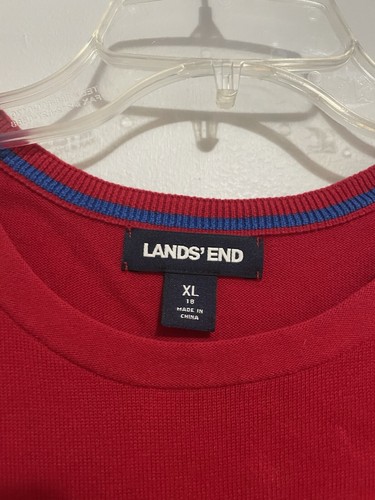 LANDS' END
XL
18
MADE IN
CHINA